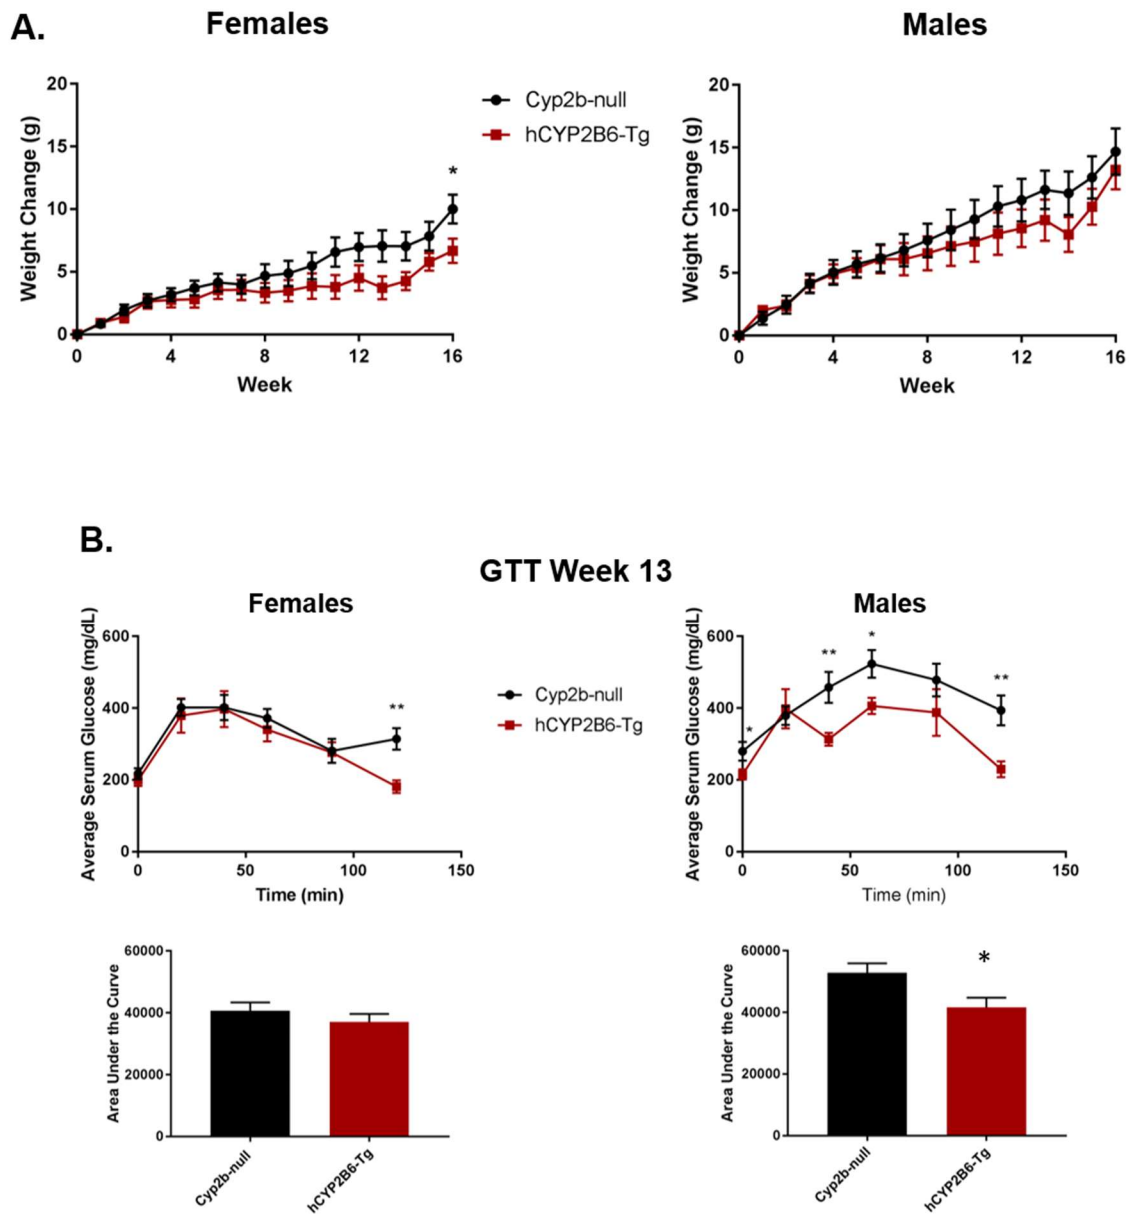 A.
Females
Males
20
15
10
5
0
Weight Change (g)
*
0 4 8 12 16
Week
Cyp2b-null
hCYP2B6-Tg
20
15
10
5
0
Weight Change (g)
0 4 8 12 16
Week
B.
GTT Week 13
Females
Males
600
400
200
0
Average Serum Glucose (mg/dL)
**
0 50 100 150
Time (min)
Cyp2b-null
hCYP2B6-Tg
600
400
200
0
Average Serum Glucose (mg/dL)
*
**
*
**
0 50 100 150
Time (min)
60000
40000
20000
0
Area Under the Curve
Cyp2b-null
hCYP2B6-Tg
60000
40000
20000
0
Area Under the Curve
*
Cyp2b-null
hCYP2B6-Tg